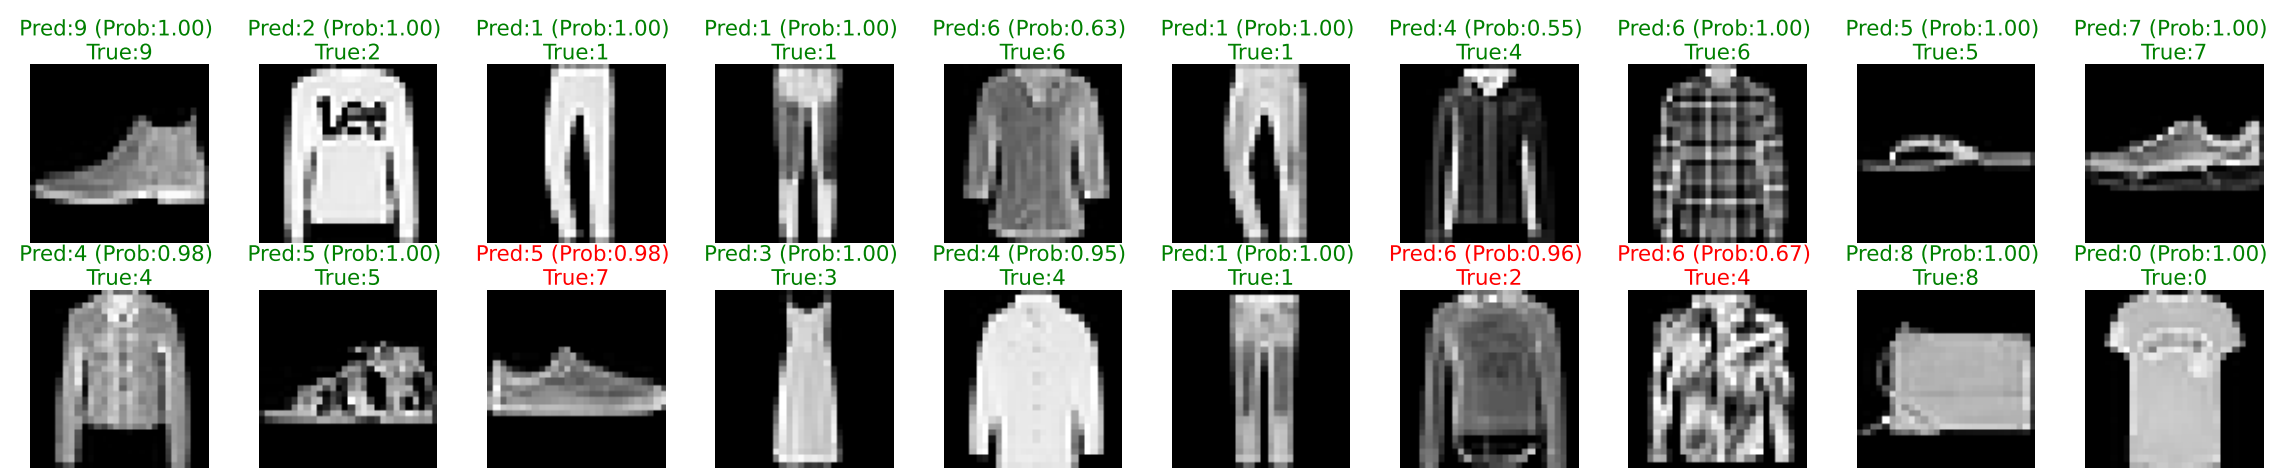 Pred:9 (Prob:1.00) Pred:2 (Prob:1.00) Pred:1 (Prob:1.00) Pred:1 (Prob:1.00) Pred:6 (Prob:0.63) Pred:1 (Prob:1.00) Pred:4 (Prob:0.55) Pred:6 (Prob:1.00) Pred:5 (Prob:1.00) Pred:7 (Prob:1.00)
True:9 True:2 True:1 True:1 True:6 True:1 True:4 True:6 True:5 True:7
Lee
Pred:4 (Prob:0.98) Pred:5 (Prob:1.00) Pred:5 (Prob:0.98) Pred:3 (Prob:1.00) Pred:4 (Prob:0.95) Pred:1 (Prob:1.00) Pred:6 (Prob:0.96) Pred:6 (Prob:0.67) Pred:8 (Prob:1.00) Pred:0 (Prob:1.00)
True:4 True:5 True:7 True:3 True:4 True:1 True:2 True:4 True:8 True:0